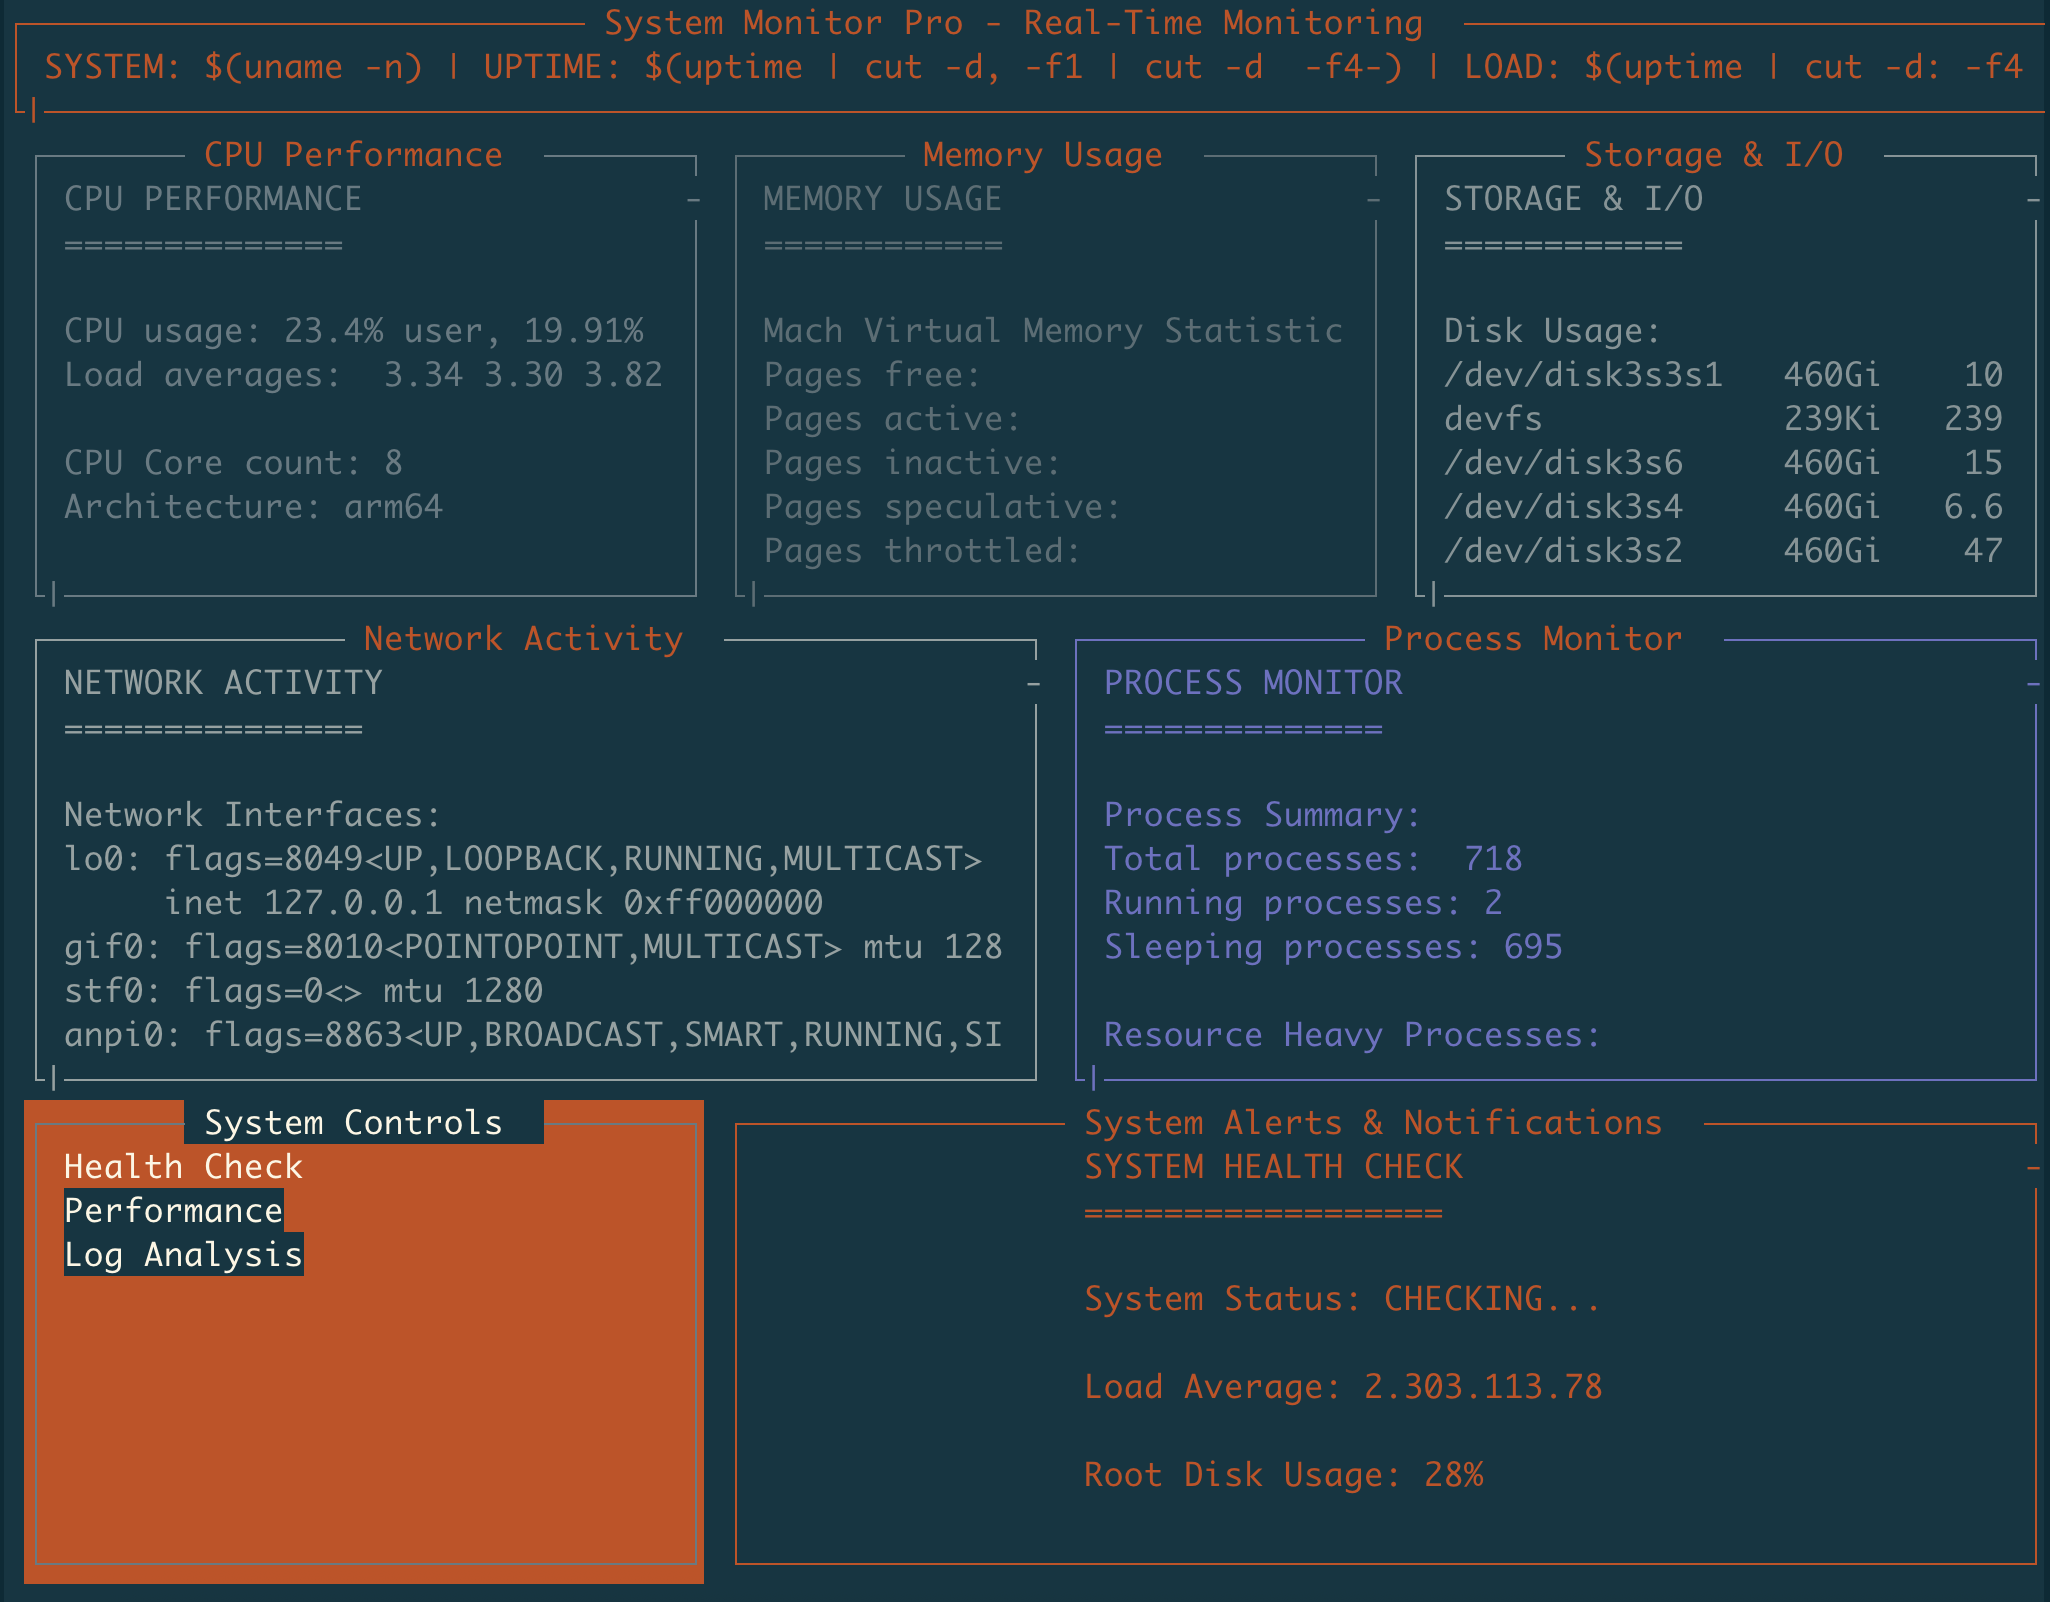 System Monitor Pro - Real-Time Monitoring
SYSTEM: $(uname -n) | UPTIME: $(uptime | cut -d, -f1 | cut -d  -f4-) | LOAD: $(uptime | cut -d: -f4
CPU Performance
CPU PERFORMANCE
==============
CPU usage: 23.4% user, 19.91%
Load averages:  3.34 3.30 3.82
CPU Core count: 8
Architecture: arm64
Memory Usage
MEMORY USAGE
============
Mach Virtual Memory Statistic
Pages free:
Pages active:
Pages inactive:
Pages speculative:
Pages throttled:
Storage & I/O
STORAGE & I/O
============
Disk Usage:
/dev/disk3s3s1   460Gi    10
devfs            239Ki   239
/dev/disk3s6     460Gi    15
/dev/disk3s4     460Gi   6.6
/dev/disk3s2     460Gi    47
Network Activity
NETWORK ACTIVITY
===============
Network Interfaces:
lo0: flags=8049<UP,LOOPBACK,RUNNING,MULTICAST>
inet 127.0.0.1 netmask 0xff000000
gif0: flags=8010<POINTOPOINT,MULTICAST> mtu 128
stf0: flags=0<> mtu 1280
anpi0: flags=8863<UP,BROADCAST,SMART,RUNNING,SI
Process Monitor
PROCESS MONITOR
==============
Process Summary:
Total processes:  718
Running processes: 2
Sleeping processes: 695
Resource Heavy Processes:
System Controls
Health Check
Performance
Log Analysis
System Alerts & Notifications
SYSTEM HEALTH CHECK
==================
System Status: CHECKING...
Load Average: 2.303.113.78
Root Disk Usage: 28%